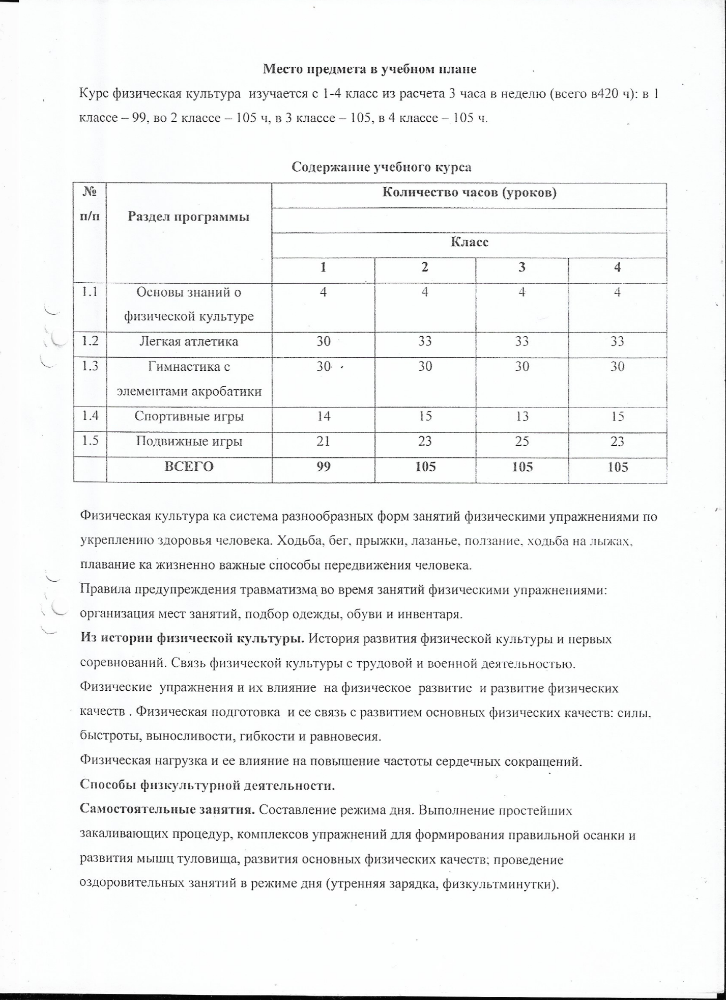 Место предмета в учебном плане
Курс физическая культура  изучается с 1-4 класс из расчета 3 часа в неделю (всего в420 ч): в 1
классе – 99, во 2 классе – 105 ч, в 3 классе – 105, в 4 классе – 105 ч.
Содержание учебного курса
№ Количество часов (уроков)
п/п Раздел программы
Класс
1 2 3 4
1.1 Основы знаний о 4 4 4 4
физической культуре
1.2 Легкая атлетика 30 33 33 33
1.3 Гимнастика с 30 30 30 30
элементами акробатики
1.4 Спортивные игры 14 15 13 15
1.5 Подвижные игры 21 23 25 23
ВСЕГО 99 105 105 105
Физическая культура ка система разнообразных форм занятий физическими упражнениями по
укреплению здоровья человека. Ходьба, бег, прыжки, лазанье, ползание, ходьба на лыжах,
плавание ка жизненно важные способы передвижения человека.
Правила предупреждения травматизма во время занятий физическими упражнениями:
организация мест занятий, подбор одежды, обуви и инвентаря.
Из истории физической культуры. История развития физической культуры и первых
соревнований. Связь физической культуры с трудовой и военной деятельностью.
Физические  упражнения и их влияние  на физическое  развитие  и развитие физических
качеств . Физическая подготовка  и ее связь с развитием основных физических качеств: силы,
быстроты, выносливости, гибкости и равновесия.
Физическая нагрузка и ее влияние на повышение частоты сердечных сокращений.
Способы физкультурной деятельности.
Самостоятельные занятия. Составление режима дня. Выполнение простейших
закаливающих процедур, комплексов упражнений для формирования правильной осанки и
развития мышц туловища, развития основных физических качеств; проведение
оздоровительных занятий в режиме дня (утренняя зарядка, физкультминутки).